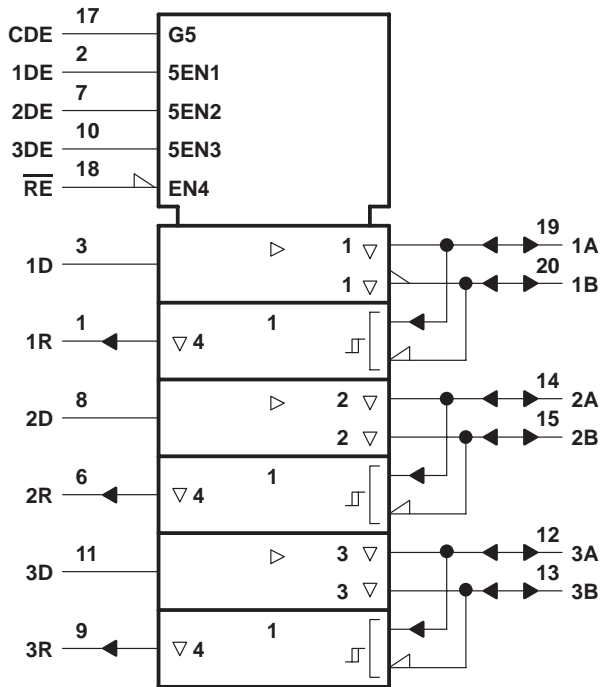 17
CDE G5
2
1DE 5EN1
7
2DE 5EN2
10
3DE 5EN3
18
RE EN4
3 1 19
1D 1A
1 20
1B
1 1
1R 4
8 2 14
2D 2A
2 15
2B
6 1
2R 4
11 3 12
3D 3A
3 13
3B
9 1
3R 4